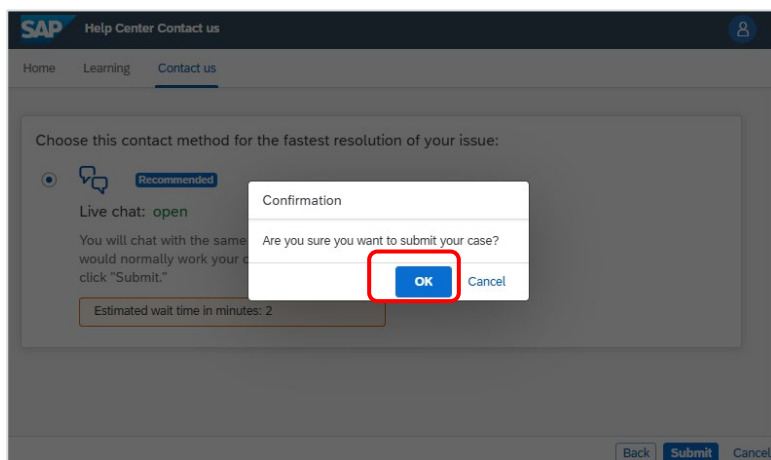 SAP Help Center Contact us
Home Learning Contact us
Choose this contact method for the fastest resolution of your issue:
Recommended
Live chat: open
You will chat with the same
would normally work your
click "Submit."
Estimated wait time in minutes: 2
Confirmation
Are you sure you want to submit your case?
OK Cancel
Back Submit Cancel